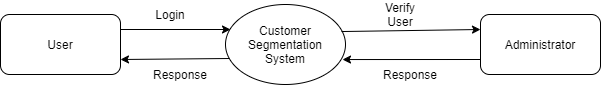 Login
Verify
User
User
Customer
Segmentation
System
Administrator
Response
Response